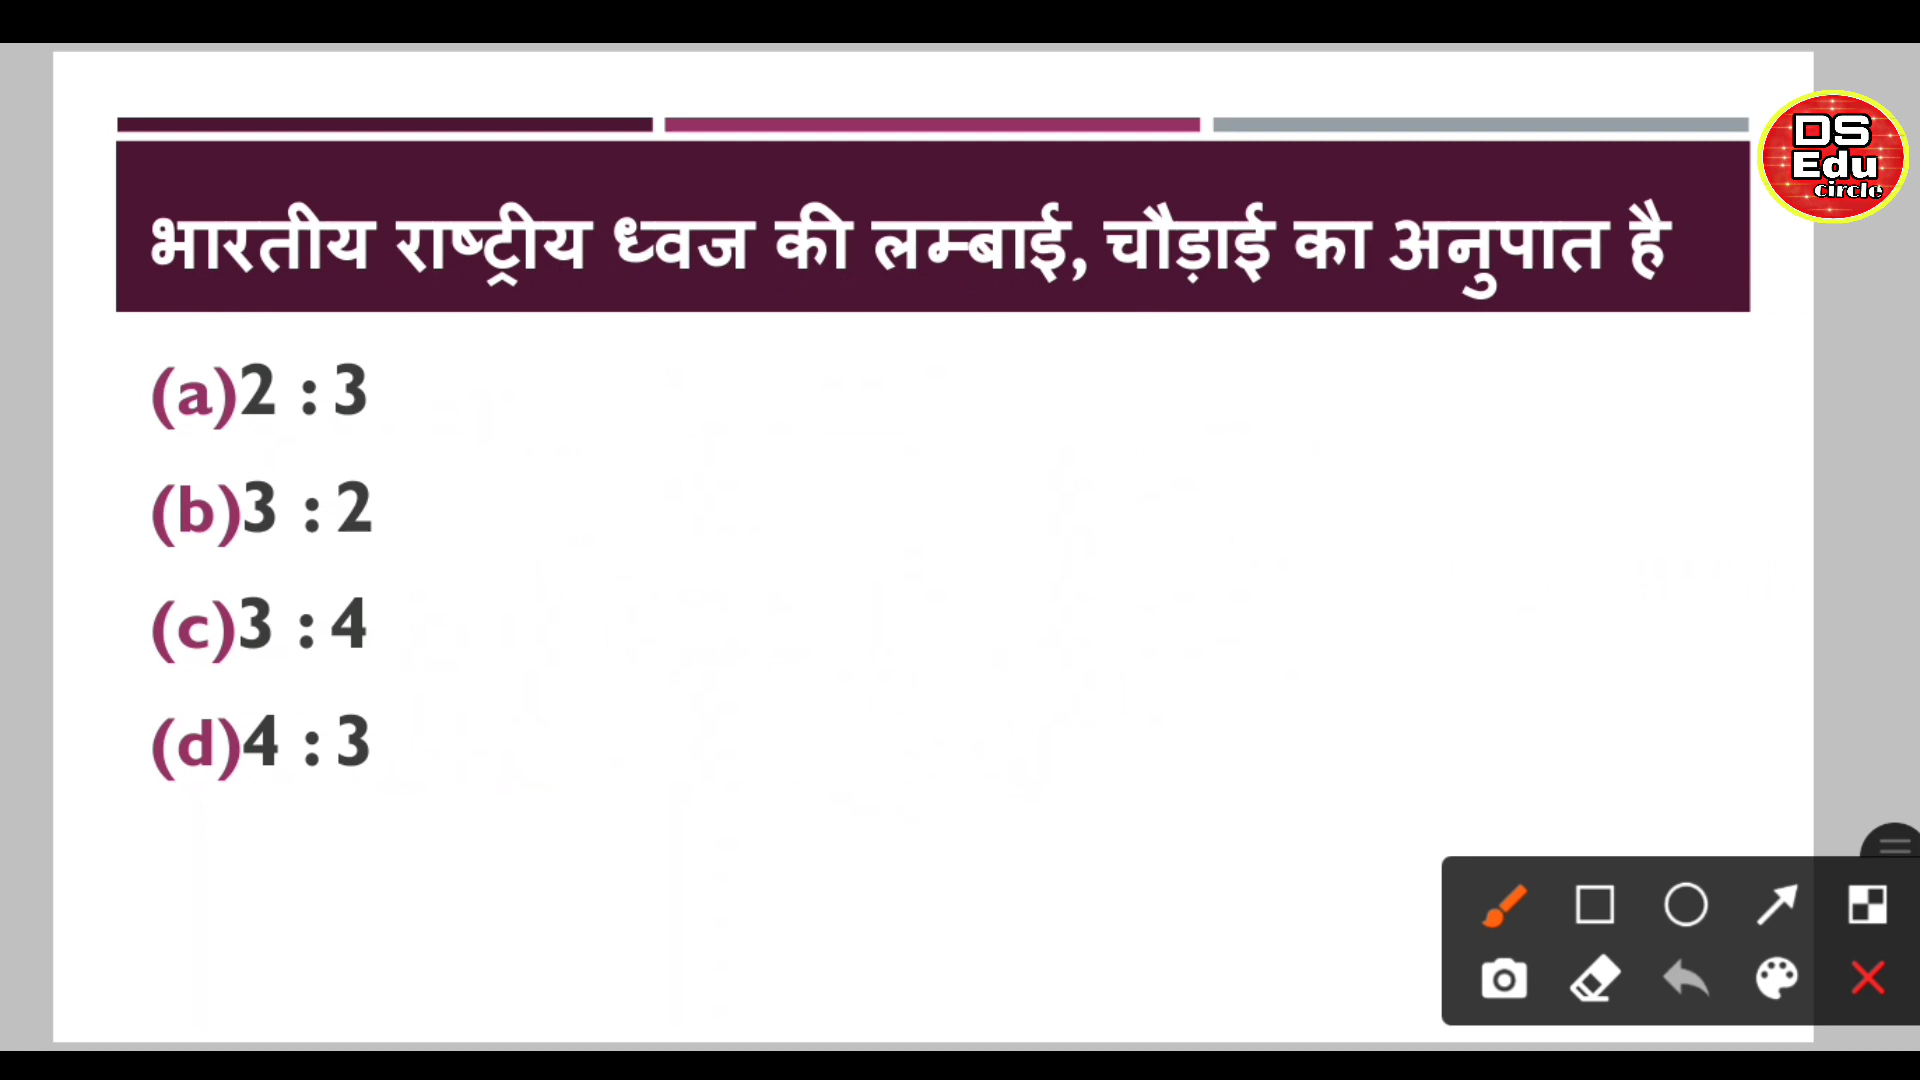 भारतीय राष्ट्रीय ध्वज की लम्बाई, चौड़ाई का अनुपात है
DS
Edu
circle
(a)2 : 3
(b)3 : 2
(c)3 : 4
(d)4 : 3